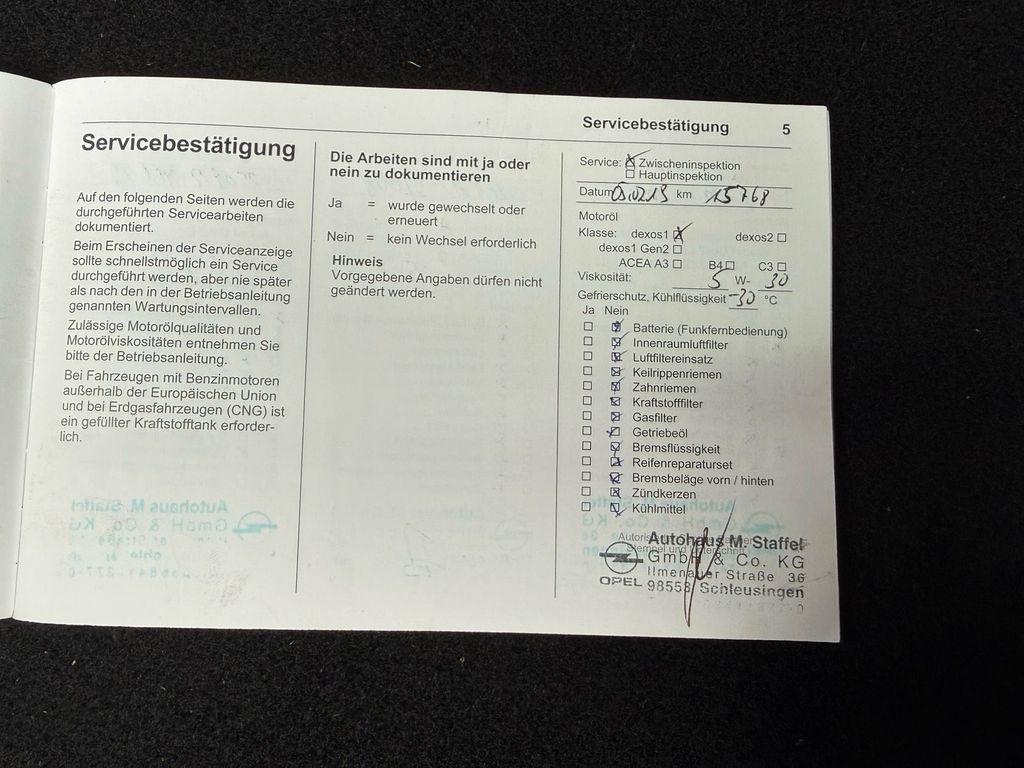 Servicebestätigung 5
Servicebestätigung
Auf den folgenden Seiten werden die
durchgeführten Servicearbeiten
dokumentiert.
Beim Erscheinen der Serviceanzeige
sollte schnellstmöglich ein Service
durchgeführt werden, aber nie später
als nach den in der Betriebsanleitung
genannten Wartungsintervallen.
Zulässige Motorölqualitäten und
Motorölviskositäten entnehmen Sie
bitte der Betriebsanleitung.
Bei Fahrzeugen mit Benzinmotoren
außerhalb der Europäischen Union
und bei Erdgasfahrzeugen (CNG) ist
ein gefüllter Kraftstofftank erforder-
lich.
Die Arbeiten sind mit ja oder
nein zu dokumentieren
Ja = wurde gewechselt oder
erneuert
Nein = kein Wechsel erforderlich
Hinweis
Vorgegebene Angaben dürfen nicht
geändert werden.
Service: Zwischeninspektion
Hauptinspektion
Datum km 15768
Motoröl
Klasse: dexos1 dexos2
dexos1 Gen2
ACEA A3 B4 C3
Viskosität: 5 W- 30
Gefrierschutz, Kühlflüssigkeit -30 °C
Ja Nein
Batterie (Funkfernbedienung)
Innenraumluftfilter
Luftfiltereinsatz
Keilrippenriemen
Zahnriemen
Kraftstofffilter
Gasfilter
Getriebeöl
Bremsflüssigkeit
Reifenreparaturset
Bremsbeläge vorn / hinten
Zündkerzen
Kühlmittel
Autohaus M. Staffel
GmbH & Co. KG
Ilmenauer Straße 36
OPEL 98553 Schleusingen